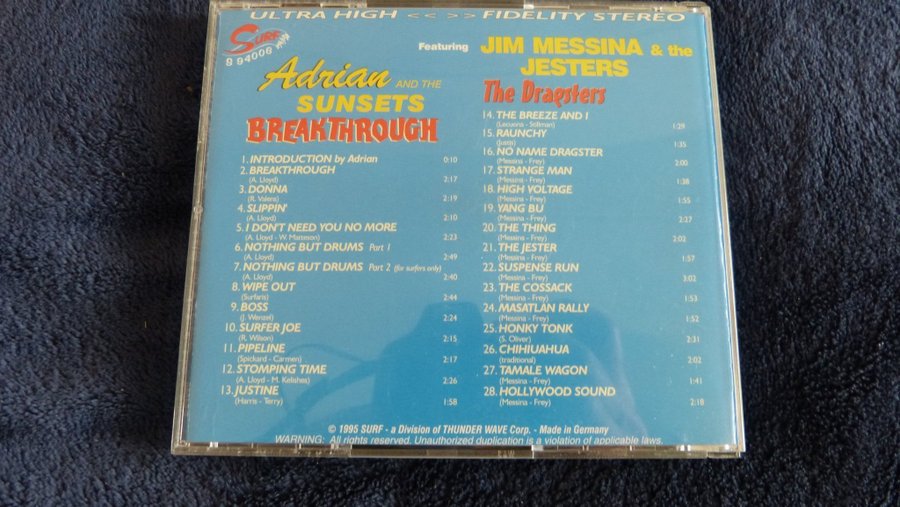 ULTRA HIGH << >> FIDELITY STEREO
SURF
S 94006
Adrian AND THE
SUNSETS
BREAKTHROUGH
1. INTRODUCTION by Adrian 0:10
2. BREAKTHROUGH
(A. Lloyd) 2:17
3. DONNA
(R. Valens) 2:19
4. SLIPPIN'
(A. Lloyd) 2:10
5. I DON'T NEED YOU NO MORE
(A. Lloyd - W. Matteson) 2:23
6. NOTHING BUT DRUMS Part 1
(A. Lloyd) 2:49
7. NOTHING BUT DRUMS Part 2 (for surfers only)
(A. Lloyd) 2:40
8. WIPE OUT
(Surfaris) 2:44
9. BOSS
(J. Wenzel) 2:24
10. SURFER JOE
(R. Wilson) 2:15
11. PIPELINE
(Spickard - Carmen) 2:17
12. STOMPING TIME
(A. Lloyd - M. Kelishes) 2:26
13. JUSTINE
(Harris - Terry) 1:58
Featuring JIM MESSINA & the
JESTERS
The Dragsters
14. THE BREEZE AND I
(Lecuona - Stillman) 1:29
15. RAUNCHY
(Justis) 1:35
16. NO NAME DRAGSTER
(Messina - Frey) 2:00
17. STRANGE MAN
(Messina - Frey) 1:38
18. HIGH VOLTAGE
(Messina - Frey) 1:55
19. YANG BU
(Messina - Frey) 2:27
20. THE THING
(Messina - Frey) 2:02
21. THE JESTER
(Messina - Frey) 1:57
22. SUSPENSE RUN
(Messina - Frey) 3:02
23. THE COSSACK
(Messina - Frey) 1:53
24. MASATLAN RALLY
(Messina - Frey) 1:52
25. HONKY TONK
(S. Oliver) 2:31
26. CHIHUAHUA
(traditional) 2:02
27. TAMALE WAGON
(Messina - Frey) 1:41
28. HOLLYWOOD SOUND
(Messina - Frey) 2:18
© 1995 SURF - a Division of THUNDER WAVE Corp. - Made in Germany
WARNING: All rights reserved. Unauthorized duplication is a violation of applicable laws.